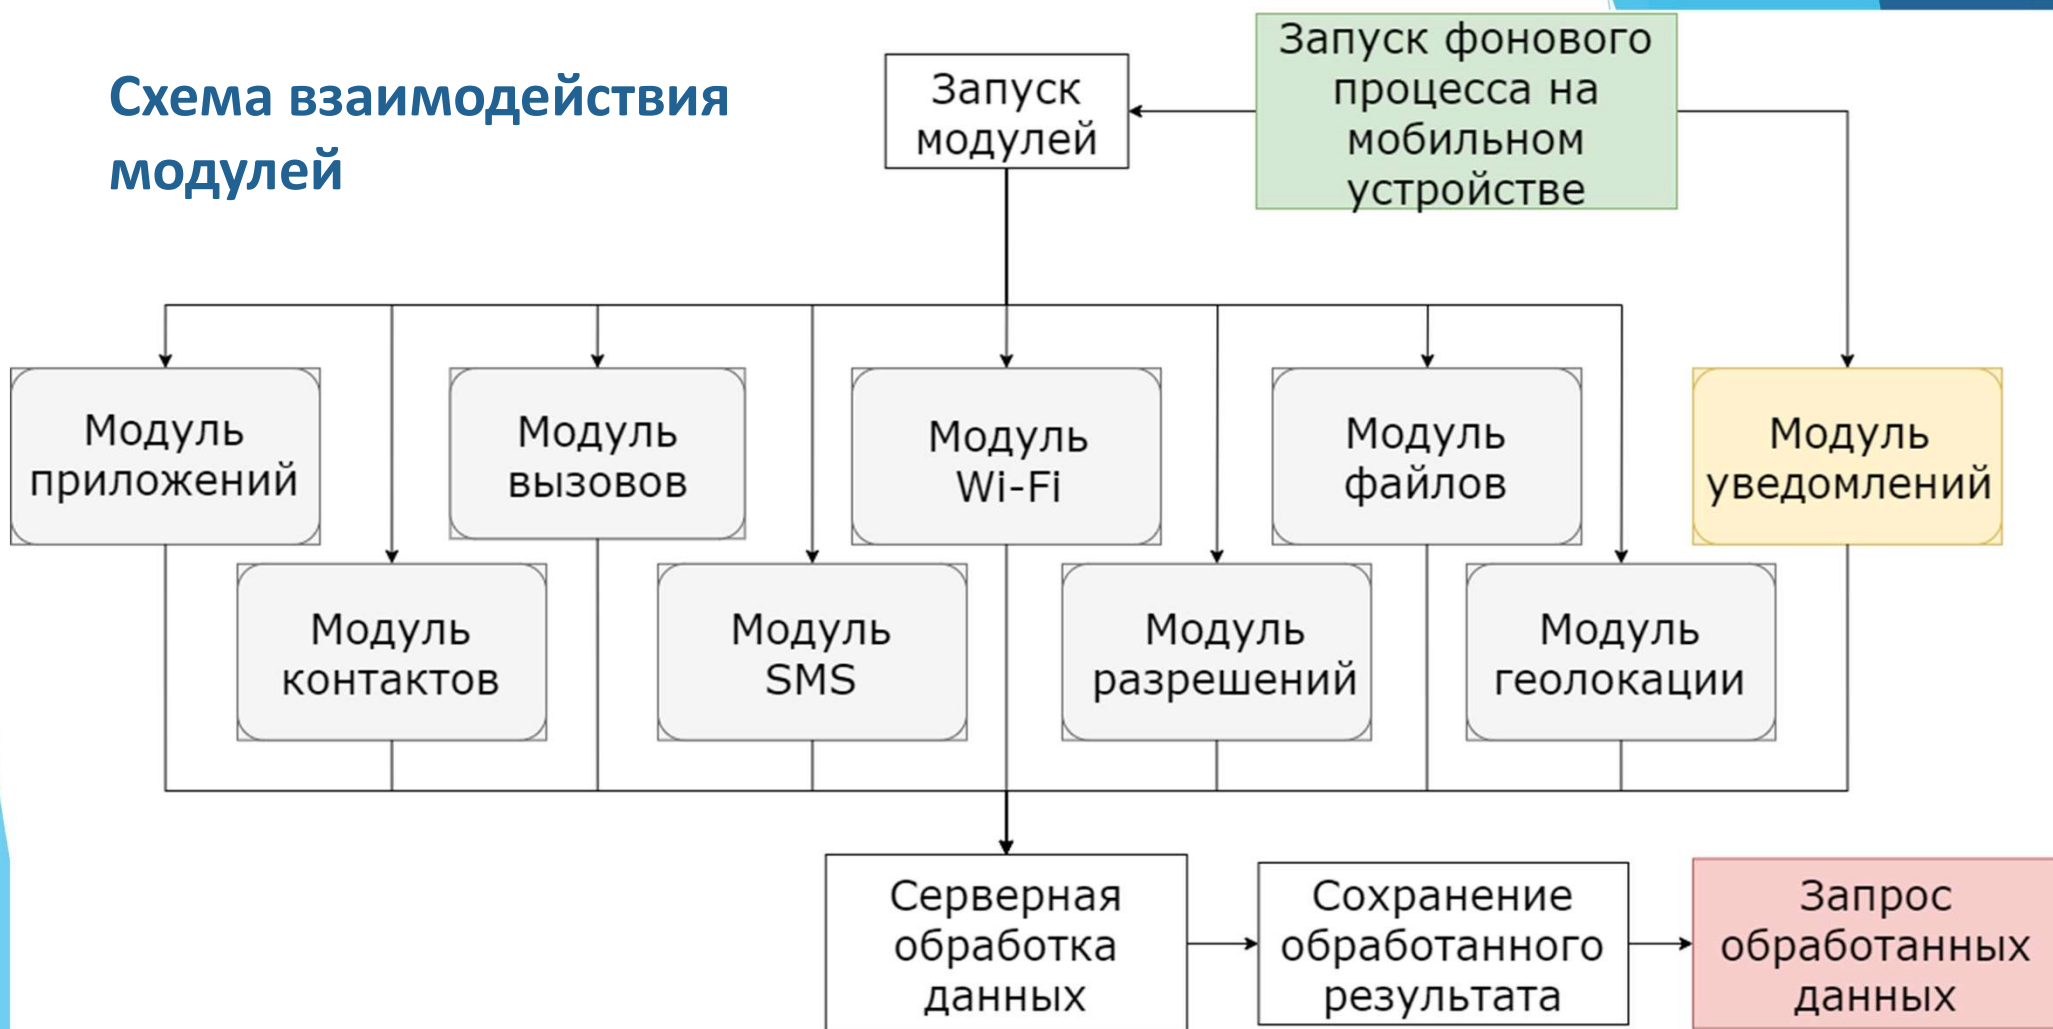 Схема взаимодействия
модулей
Запуск
модулей
Запуск фонового
процесса на
мобильном
устройстве
Модуль
приложений
Модуль
вызовов
Модуль
Wi-Fi
Модуль
файлов
Модуль
уведомлений
Модуль
контактов
Модуль
SMS
Модуль
разрешений
Модуль
геолокации
Серверная
обработка
данных
Сохранение
обработанного
результата
Запрос
обработанных
данных